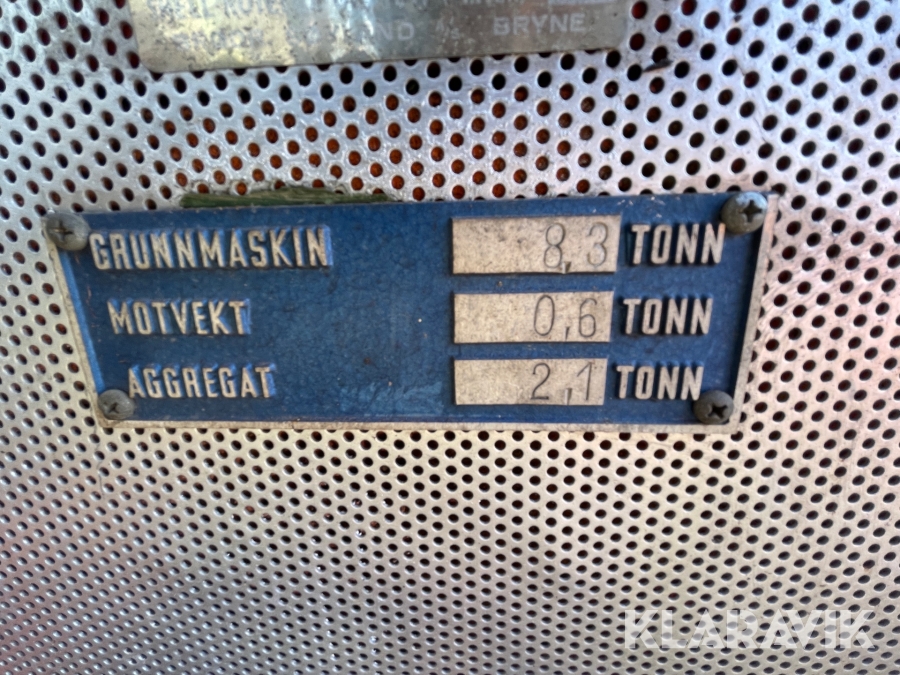 BRYNE
GRUNNMASKIN 8,3 TONN
MOTVEKT 0,6 TONN
AGGREGAT 2,1 TONN
KLARAVIK